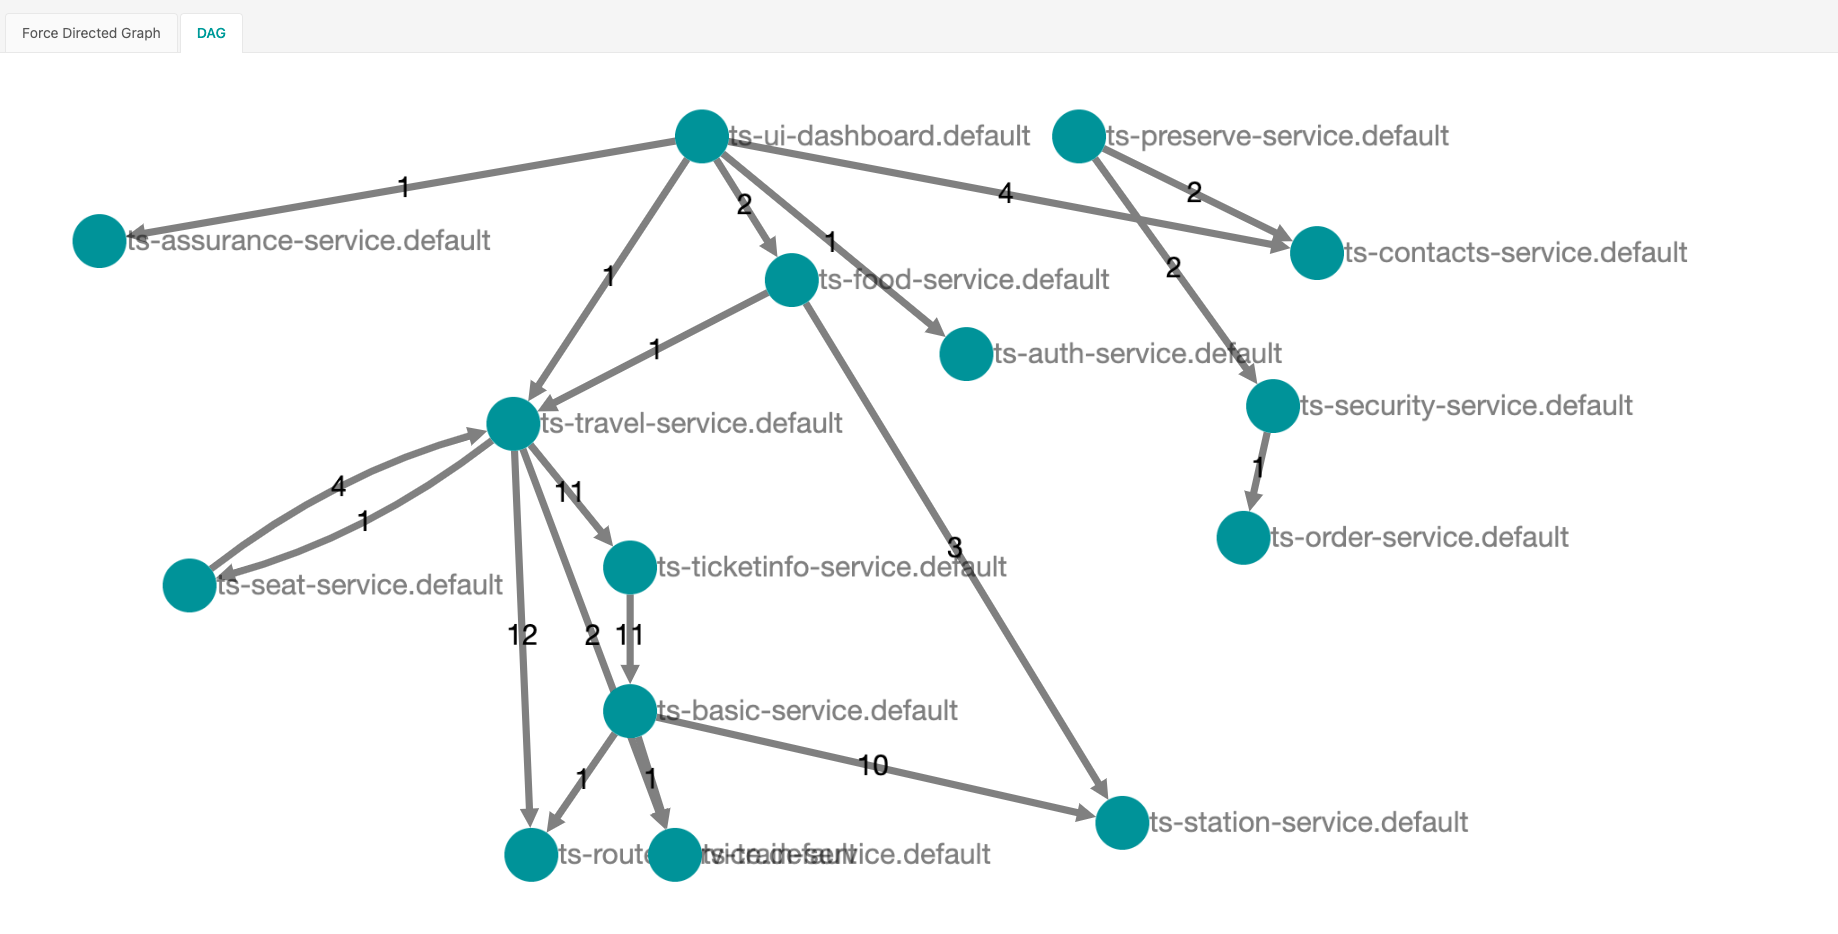 Force Directed Graph
DAG
ts-ui-dashboard.default
ts-preserve-service.default
1
2
4
2
ts-assurance-service.default
1
ts-contacts-service.default
1
2
ts-food-service.default
1
ts-auth-service.default
ts-security-service.default
ts-travel-service.default
4
11
1
1
ts-order-service.default
3
ts-ticketinfo-service.default
ts-seat-service.default
12
2
11
ts-basic-service.default
10
1
1
ts-station-service.default
ts-route
ts-train-service.default